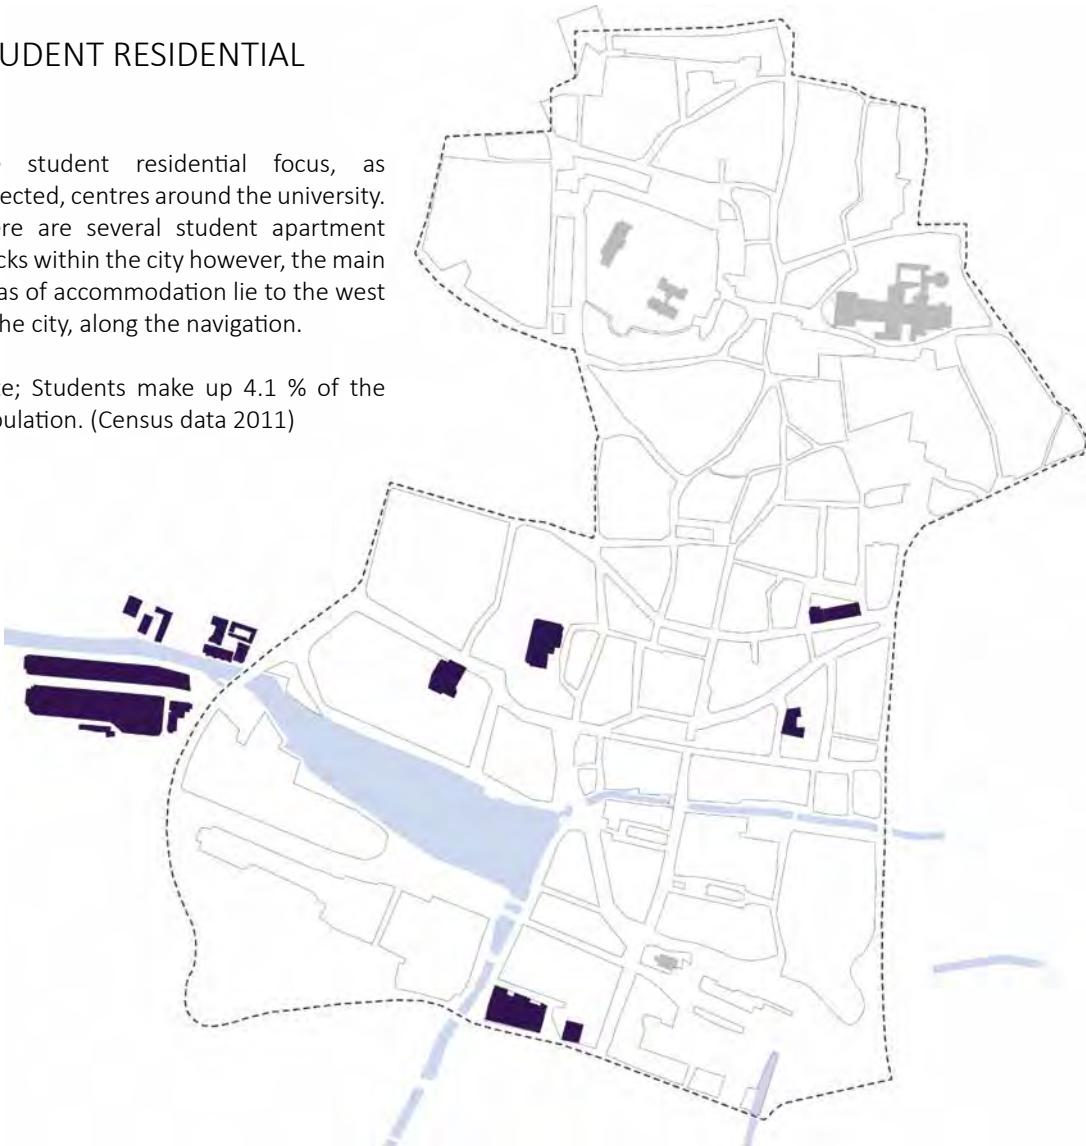 UDENT RESIDENTIAL
student residential focus, as
ected, centres around the university.
ere are several student apartment
cks within the city however, the main
as of accommodation lie to the west
he city, along the navigation.
e; Students make up 4.1 % of the
pulation. (Census data 2011)